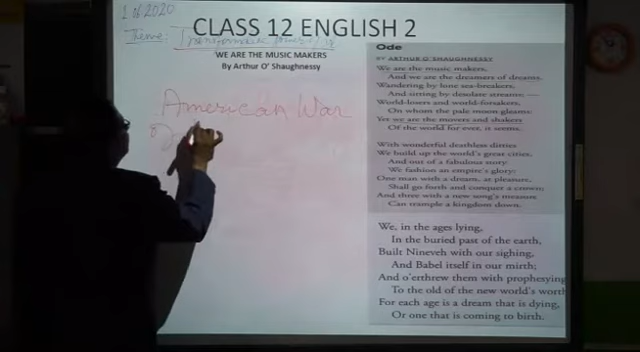 1 of 2020
CLASS 12 ENGLISH 2
Theme: Transformative power of
WE ARE THE MUSIC MAKERS
By Arthur O' Shaughnessy
American War
Ode
BY ARTHUR O'SHAUGHNESSY
We are the music makers,
And we are the dreamers of dreams,
Wandering by lone sea-breakers,
And sitting by desolate streams; —
World-losers and world-forsakers,
On whom the pale moon gleams:
Yet we are the movers and shakers
Of the world for ever, it seems.
With wonderful deathless ditties
We build up the world's great cities,
And out of a fabulous story
We fashion an empire's glory:
One man with a dream, at pleasure,
Shall go forth and conquer a crown;
And three with a new song's measure
Can trample a kingdom down.
We, in the ages lying,
In the buried past of the earth,
Built Nineveh with our sighing,
And Babel itself in our mirth;
And o'erthrew them with prophesying
To the old of the new world's worth
For each age is a dream that is dying,
Or one that is coming to birth.